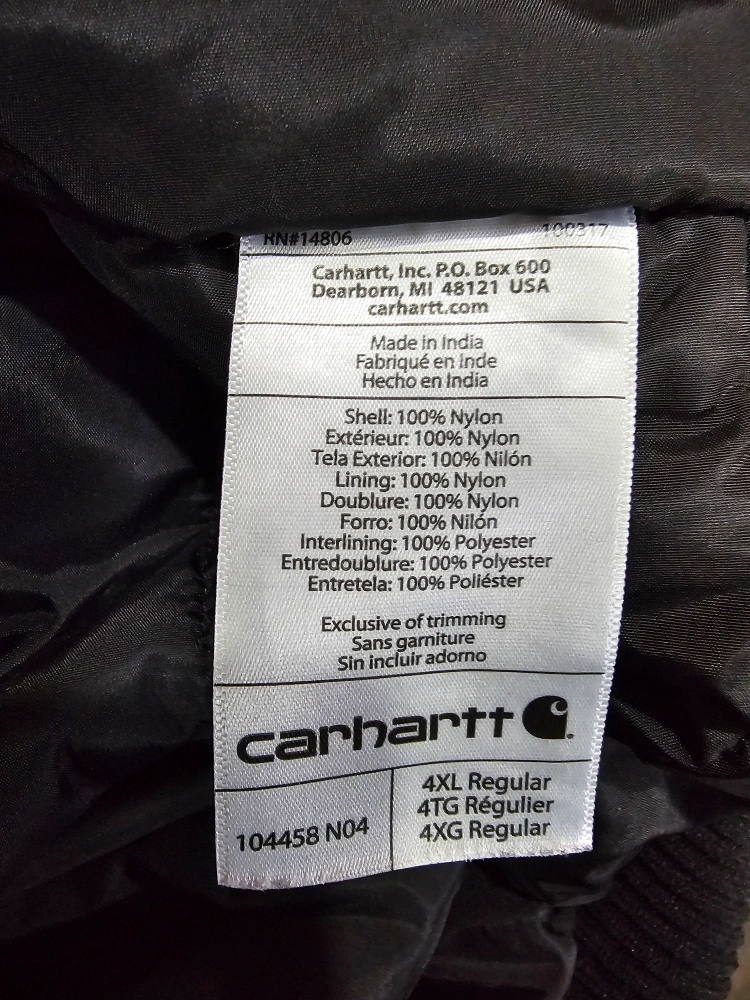 RN#14806 100317
Carhartt, Inc. P.O. Box 600
Dearborn, MI 48121 USA
carhartt.com
Made in India
Fabriqué en Inde
Hecho en India
Shell: 100% Nylon
Extérieur: 100% Nylon
Tela Exterior: 100% Nilón
Lining: 100% Nylon
Doublure: 100% Nylon
Forro: 100% Nilón
Interlining: 100% Polyester
Entredoublure: 100% Polyester
Entretela: 100% Poliéster
Exclusive of trimming
Sans garniture
Sin incluir adorno
carhartt
104458 N04
4XL Regular
4TG Régulier
4XG Regular